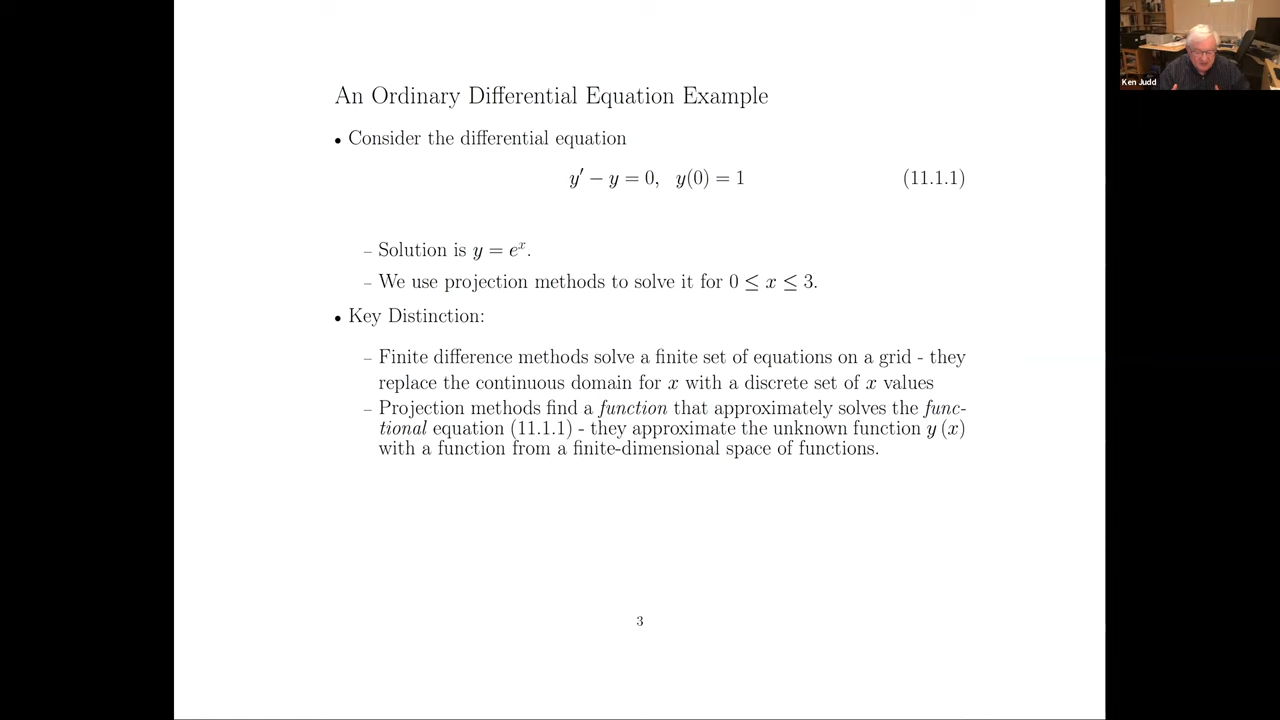 An Ordinary Differential Equation Example
• Consider the differential equation
y′ − y = 0, y(0) = 1 (11.1.1)
– Solution is y = eˣ.
– We use projection methods to solve it for 0 ≤ x ≤ 3.
• Key Distinction:
– Finite difference methods solve a finite set of equations on a grid - they
replace the continuous domain for x with a discrete set of x values
– Projection methods find a function that approximately solves the func-
tional equation (11.1.1) - they approximate the unknown function y (x)
with a function from a finite-dimensional space of functions.
3
Ken Judd